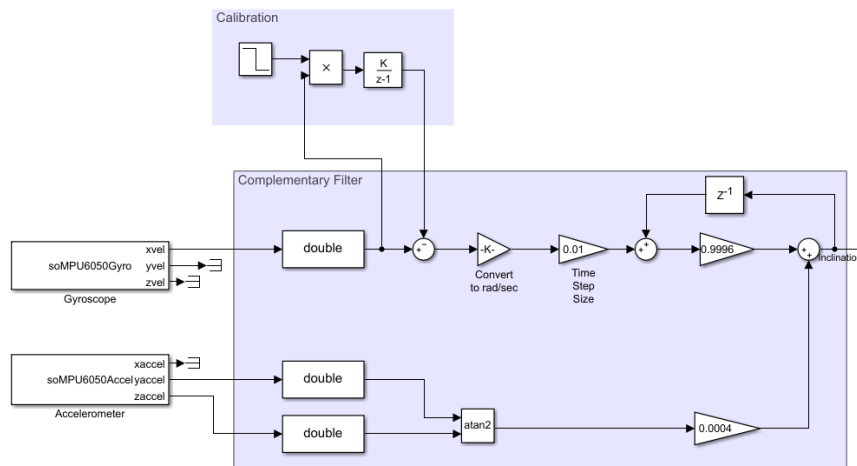 Calibration
×
K
z-1
Complementary Filter
Z-1
xvel
soMPU6050Gyro
yvel
zvel
Gyroscope
double
+
−
-K-
Convert
to rad/sec
0.01
Time
Step
Size
+
+
0.9996
+
+
Inclinatio
xaccel
soMPU6050Accel
yaccel
zaccel
Accelerometer
double
double
atan2
0.0004